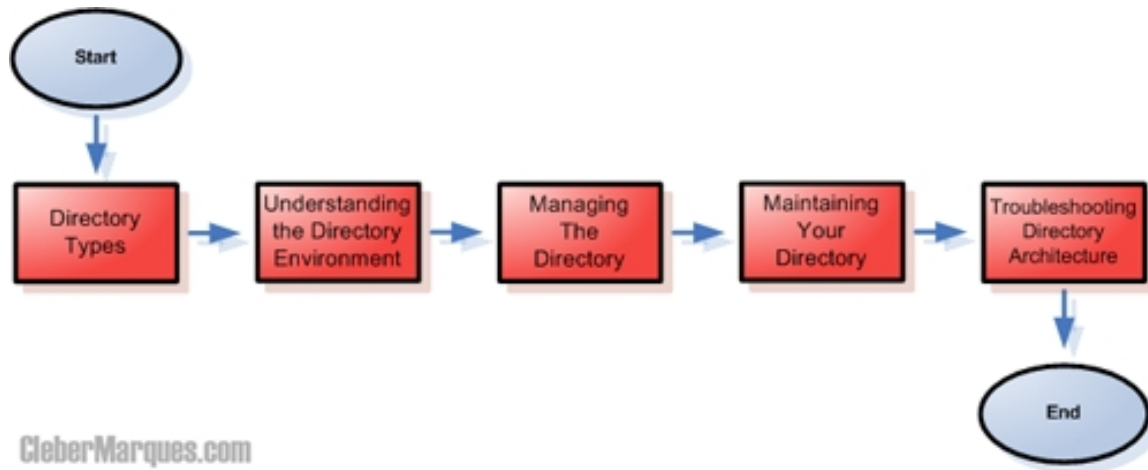 Start
Directory
Types
Understanding
the Directory
Environment
Managing
The
Directory
Maintaining
Your
Directory
Troubleshooting
Directory
Architecture
End
CleberMarques.com